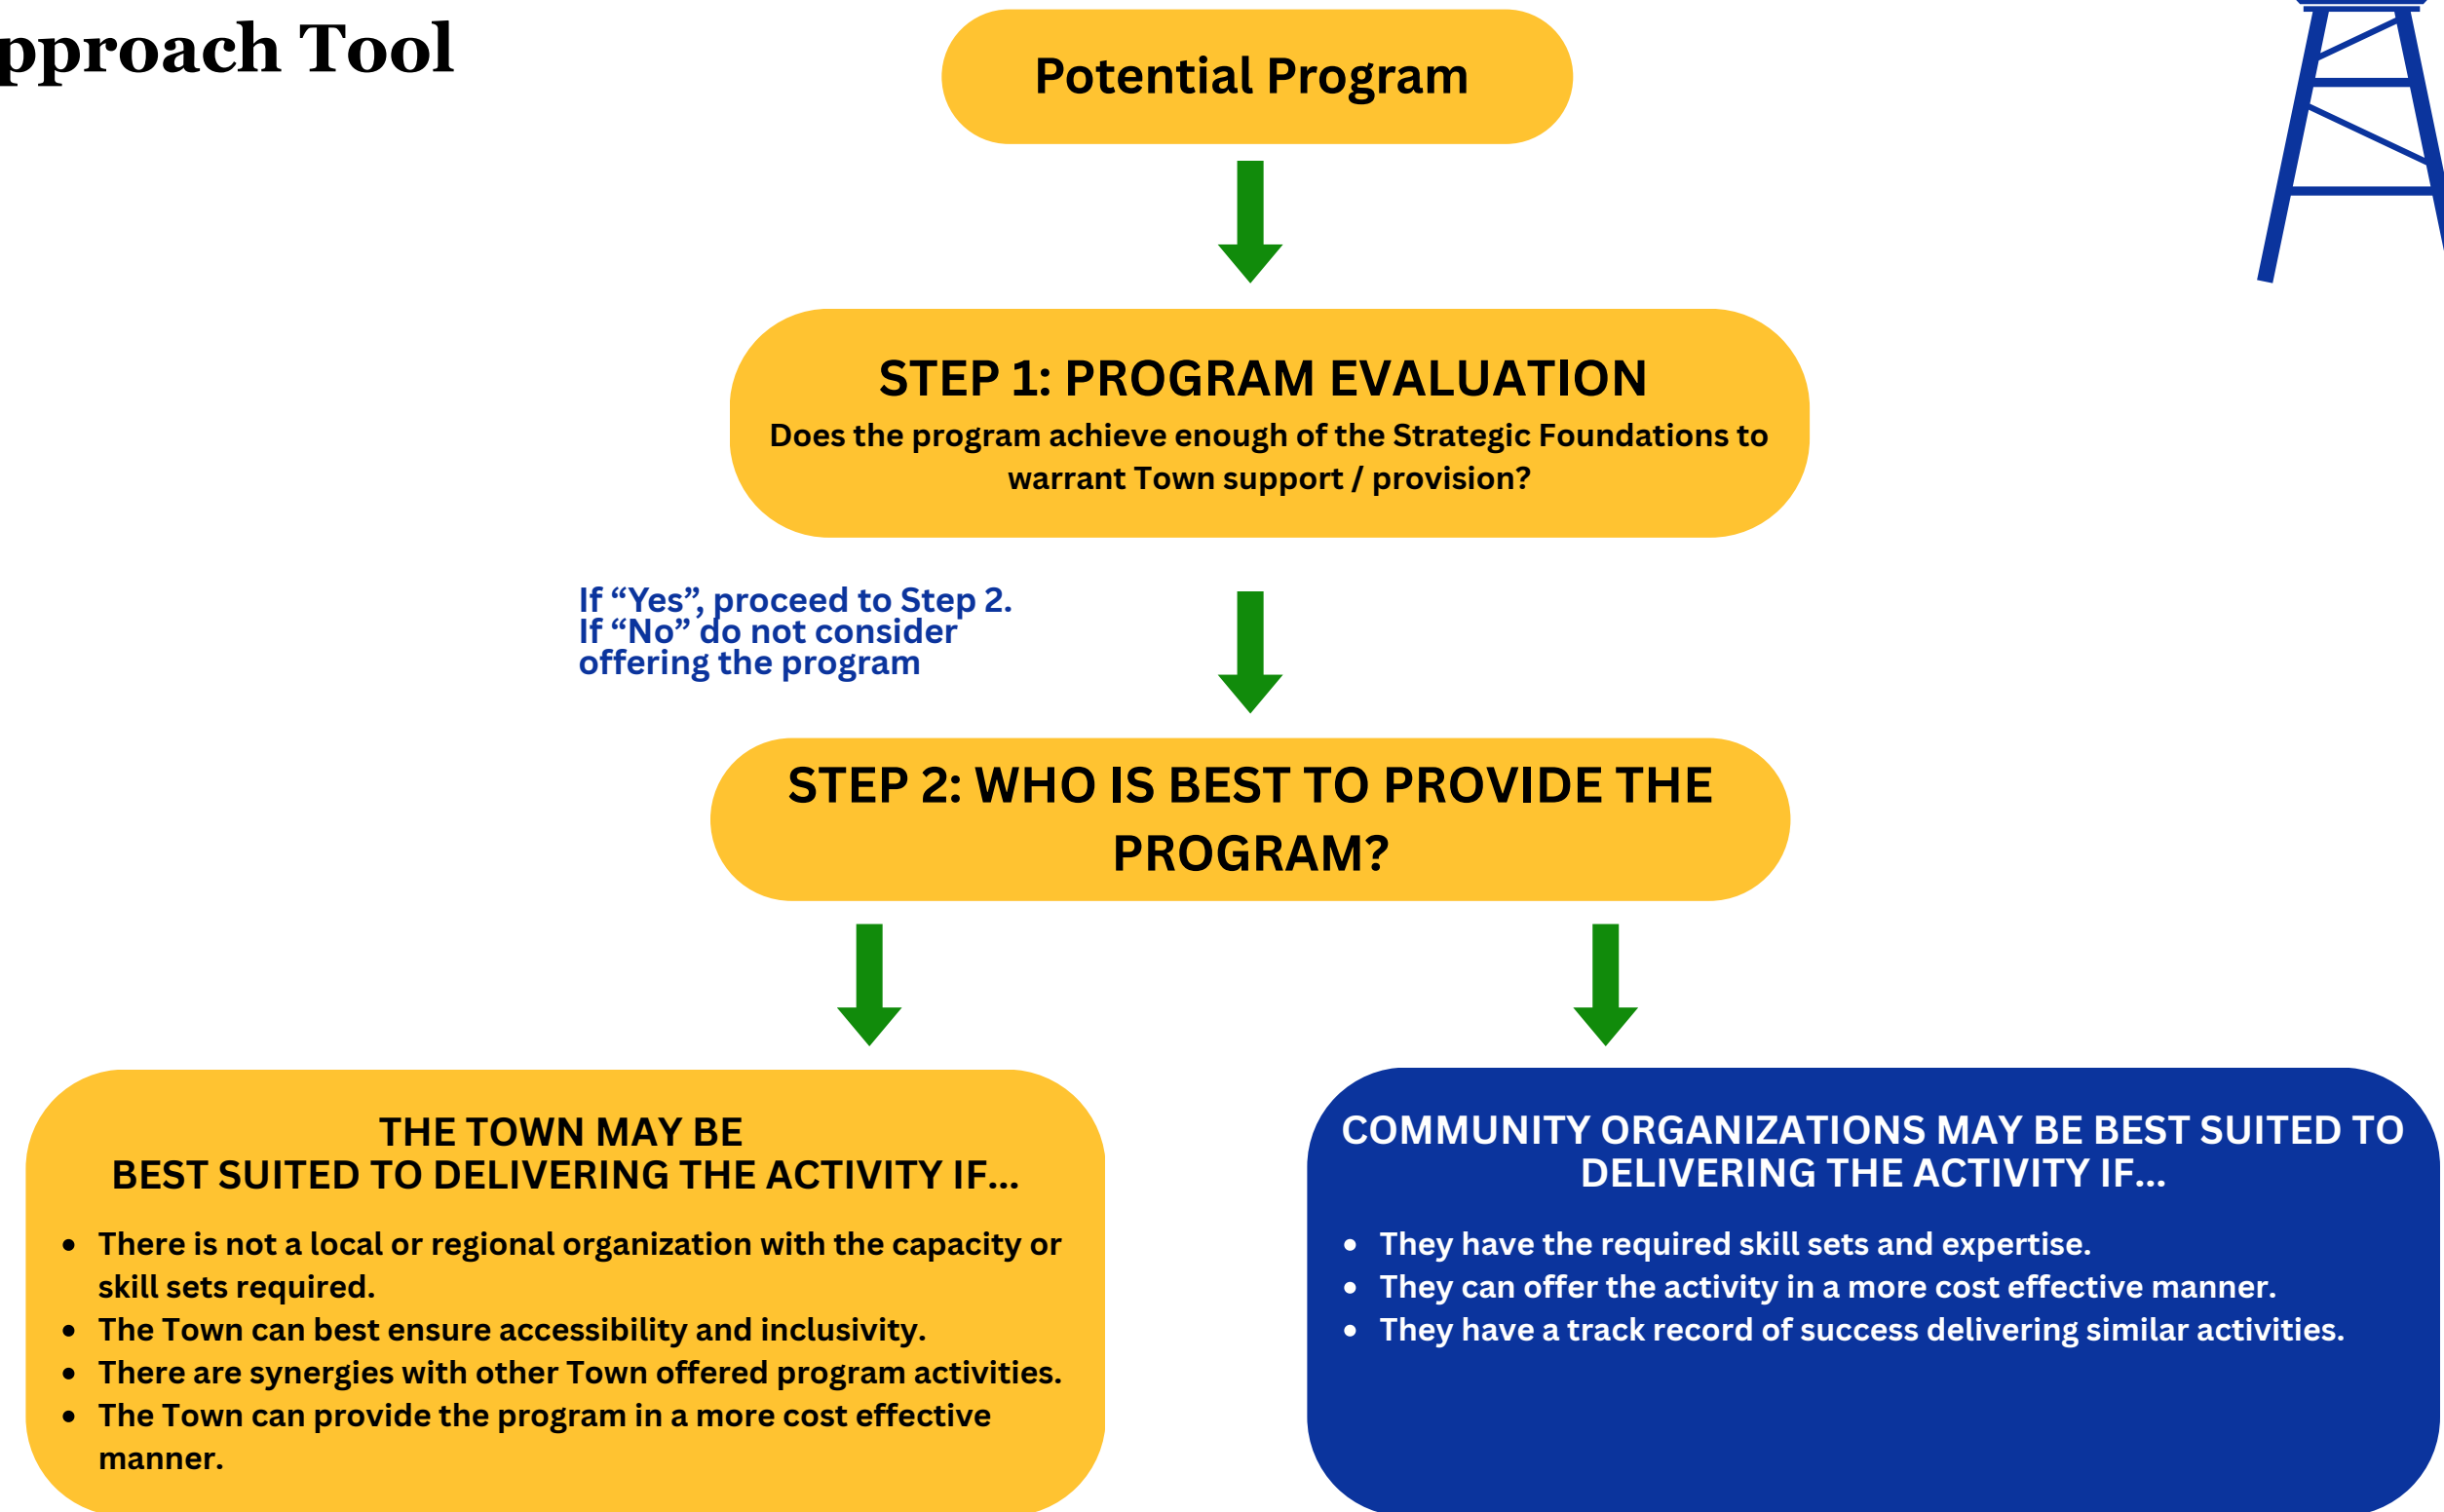 pproach Tool
Potential Program
STEP 1: PROGRAM EVALUATION
Does the program achieve enough of the Strategic Foundations to
warrant Town support / provision?
If “Yes”, proceed to Step 2.
If “No” do not consider
offering the program
STEP 2: WHO IS BEST TO PROVIDE THE
PROGRAM?
THE TOWN MAY BE
BEST SUITED TO DELIVERING THE ACTIVITY IF...
• There is not a local or regional organization with the capacity or
skill sets required.
• The Town can best ensure accessibility and inclusivity.
• There are synergies with other Town offered program activities.
• The Town can provide the program in a more cost effective
manner.
COMMUNITY ORGANIZATIONS MAY BE BEST SUITED TO
DELIVERING THE ACTIVITY IF...
• They have the required skill sets and expertise.
• They can offer the activity in a more cost effective manner.
• They have a track record of success delivering similar activities.